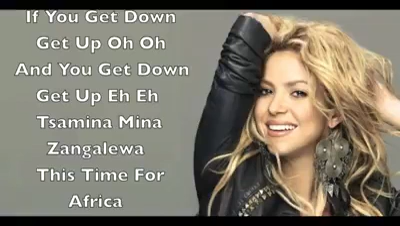 If You Get Down
Get Up Oh Oh
And You Get Down
Get Up Eh Eh
Tsamina Mina
Zangalewa
This Time For
Africa